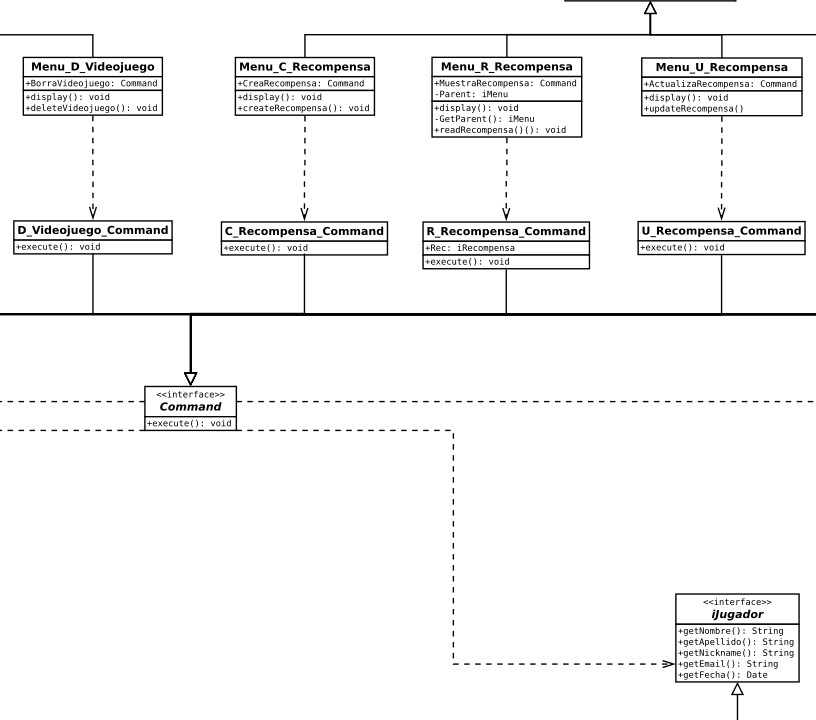 Menu_D_Videojuego
+BorraVideojuego: Command
+display(): void
+deleteVideojuego(): void
Menu_C_Recompensa
+CreaRecompensa: Command
+display(): void
+createRecompensa(): void
Menu_R_Recompensa
+MuestraRecompensa: Command
-Parent: iMenu
+display(): void
-GetParent(): iMenu
+readRecompensa()(): void
Menu_U_Recompensa
+ActualizaRecompensa: Command
+display(): void
+updateRecompensa()
D_Videojuego_Command
+execute(): void
C_Recompensa_Command
+execute(): void
R_Recompensa_Command
+Rec: iRecompensa
+execute(): void
U_Recompensa_Command
+execute(): void
<<interface>>
Command
+execute(): void
<<interface>>
iJugador
+getNombre(): String
+getApellido(): String
+getNickname(): String
+getEmail(): String
+getFecha(): Date